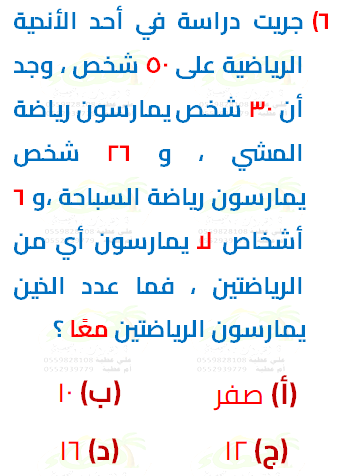 ٦) جريت دراسة في أحد الأندية
الرياضية على ٥٠ شخص ، وجد
أن ٣٠ شخص يمارسون رياضة
المشي ، و ٢٦ شخص
يمارسون رياضة السباحة ،و ٦
أشخاص لا يمارسون أي من
الرياضتين ، فما عدد الذين
يمارسون الرياضتين معًا ؟
(أ) صفر (ب) ١٠
(ج) ١٢ (د) ١٦